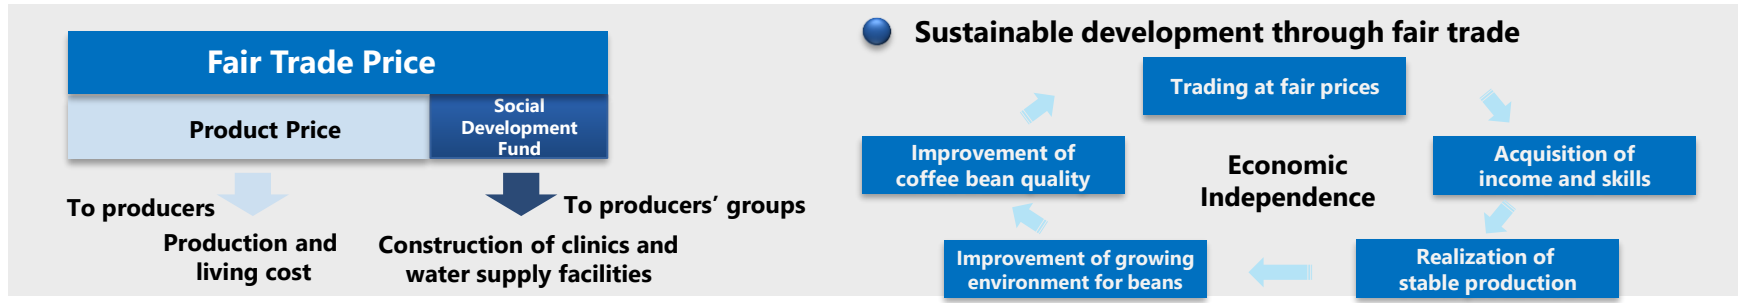 Fair Trade Price
Product Price
Social
Development
Fund
To producers
Production and
living cost
To producers’ groups
Construction of clinics and
water supply facilities
Sustainable development through fair trade
Trading at fair prices
Acquisition of
income and skills
Realization of
stable production
Improvement of growing
environment for beans
Improvement of
coffee bean quality
Economic
Independence